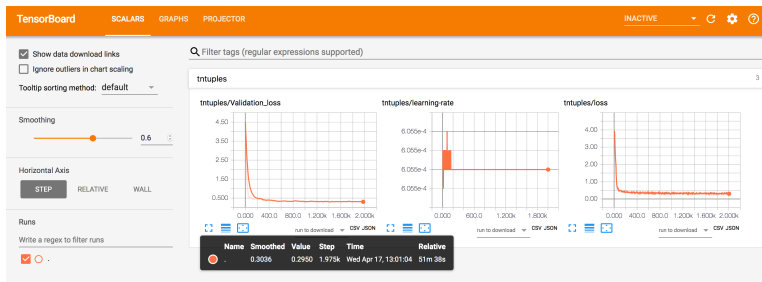 TensorBoard SCALARS GRAPHS PROJECTOR INACTIVE
Show data download links
Ignore outliers in chart scaling
Tooltip sorting method: default
Smoothing
0.6
Horizontal Axis
STEP RELATIVE WALL
Runs
Write a regex to filter runs
.
Filter tags (regular expressions supported)
tntuples 3
tntuples/Validation_loss
4.50
3.50
2.50
1.50
0.500
0.000 400.0 800.0 1.200k 1.600k 2.000k
run to download CSV JSON
tntuples/learning-rate
6.055e-4
6.055e-4
6.055e-4
6.055e-4
0.000 600.0 1.200k 1.800k
run to download CSV JSON
tntuples/loss
4.00
3.00
2.00
1.00
0.00
0.000 400.0 800.0 1.200k 1.600k 2.000k
run to download CSV JSON
Name Smoothed Value Step Time Relative
. 0.3036 0.2950 1.975k Wed Apr 17, 13:01:04 51m 38s